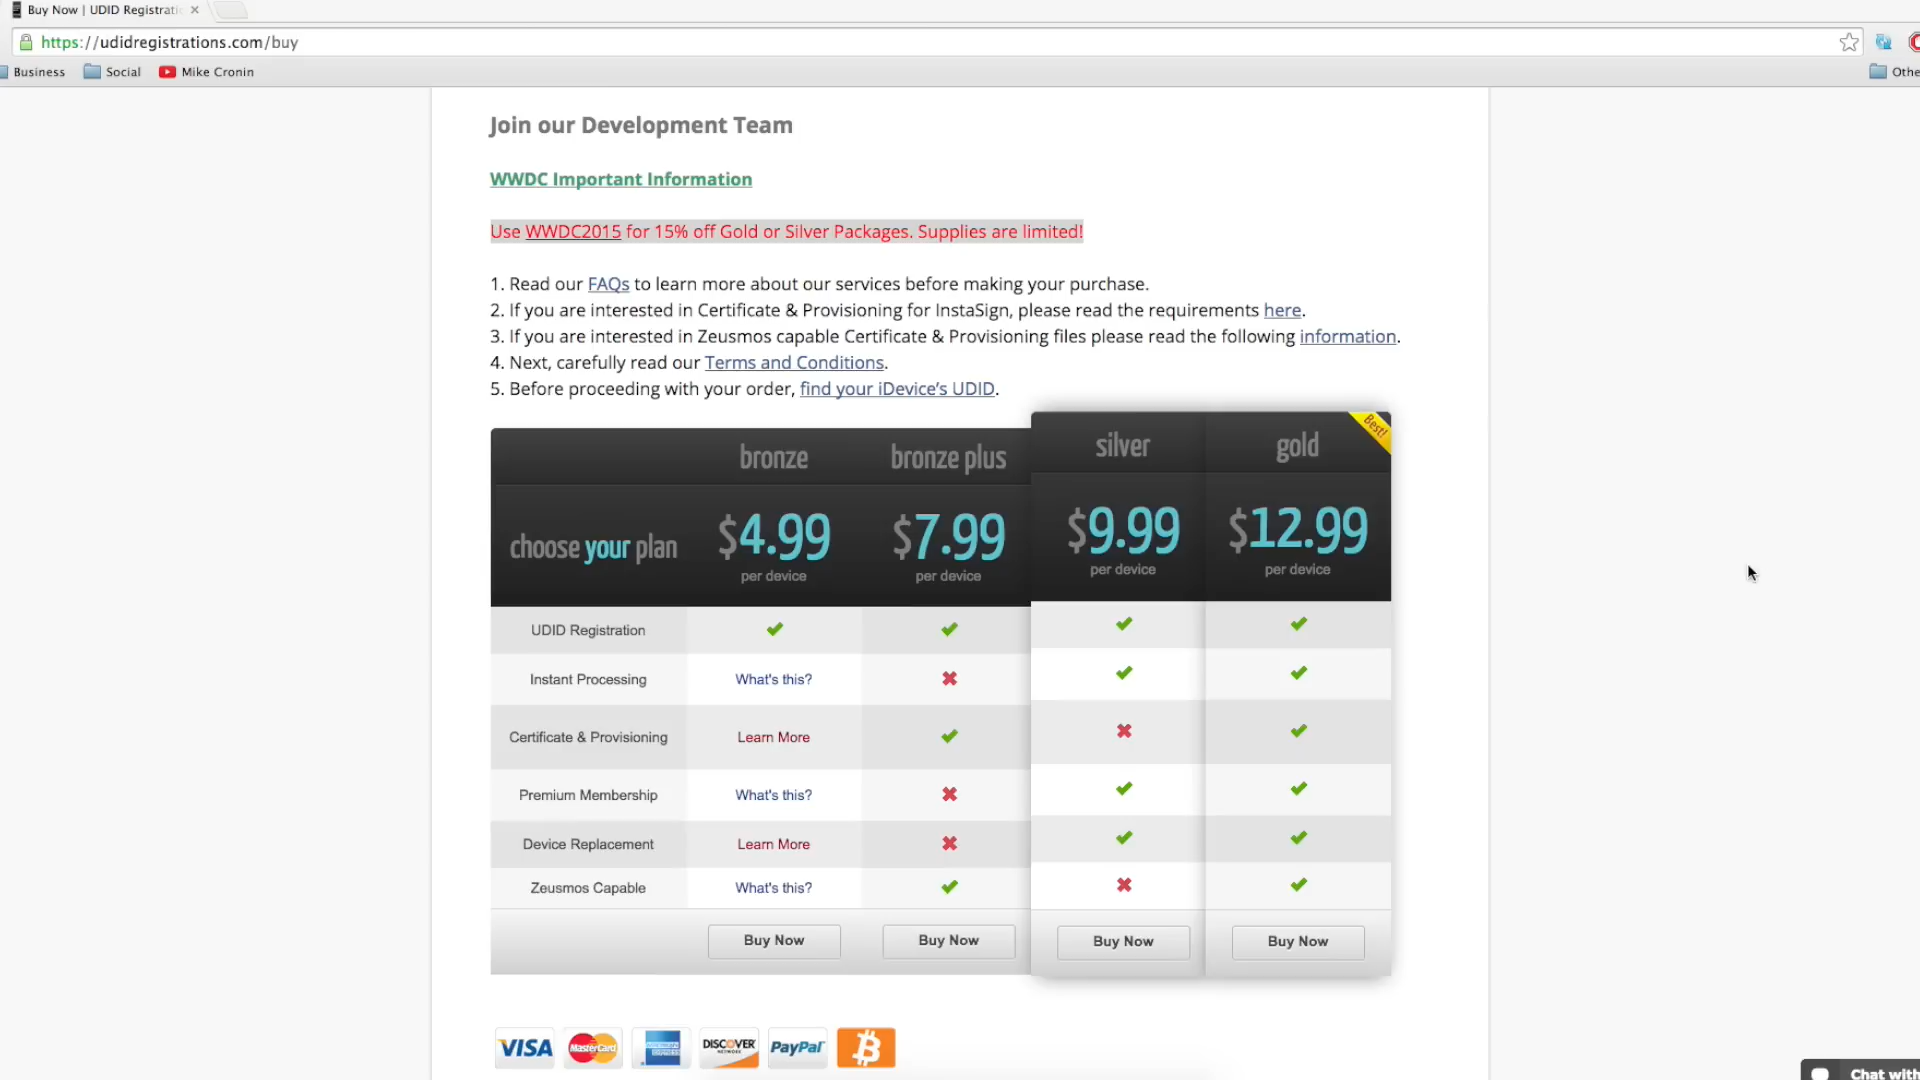 Buy Now | UDID Registrati
https://udidregistrations.com/buy
Business Social Mike Cronin Othe
Join our Development Team
WWDC Important Information
Use WWDC2015 for 15% off Gold or Silver Packages. Supplies are limited!
1. Read our FAQs to learn more about our services before making your purchase.
2. If you are interested in Certificate & Provisioning for InstaSign, please read the requirements here.
3. If you are interested in Zeusmos capable Certificate & Provisioning files please read the following information.
4. Next, carefully read our Terms and Conditions.
5. Before proceeding with your order, find your iDevice's UDID.
Best!
bronze bronze plus silver gold
choose your plan $4.99 $7.99 $9.99 $12.99
per device per device per device per device
UDID Registration
Instant Processing What's this?
Certificate & Provisioning Learn More
Premium Membership What's this?
Device Replacement Learn More
Zeusmos Capable What's this?
Buy Now Buy Now Buy Now Buy Now
VISA MasterCard AMERICAN EXPRESS DISCOVER NETWORK PayPal
Chat with